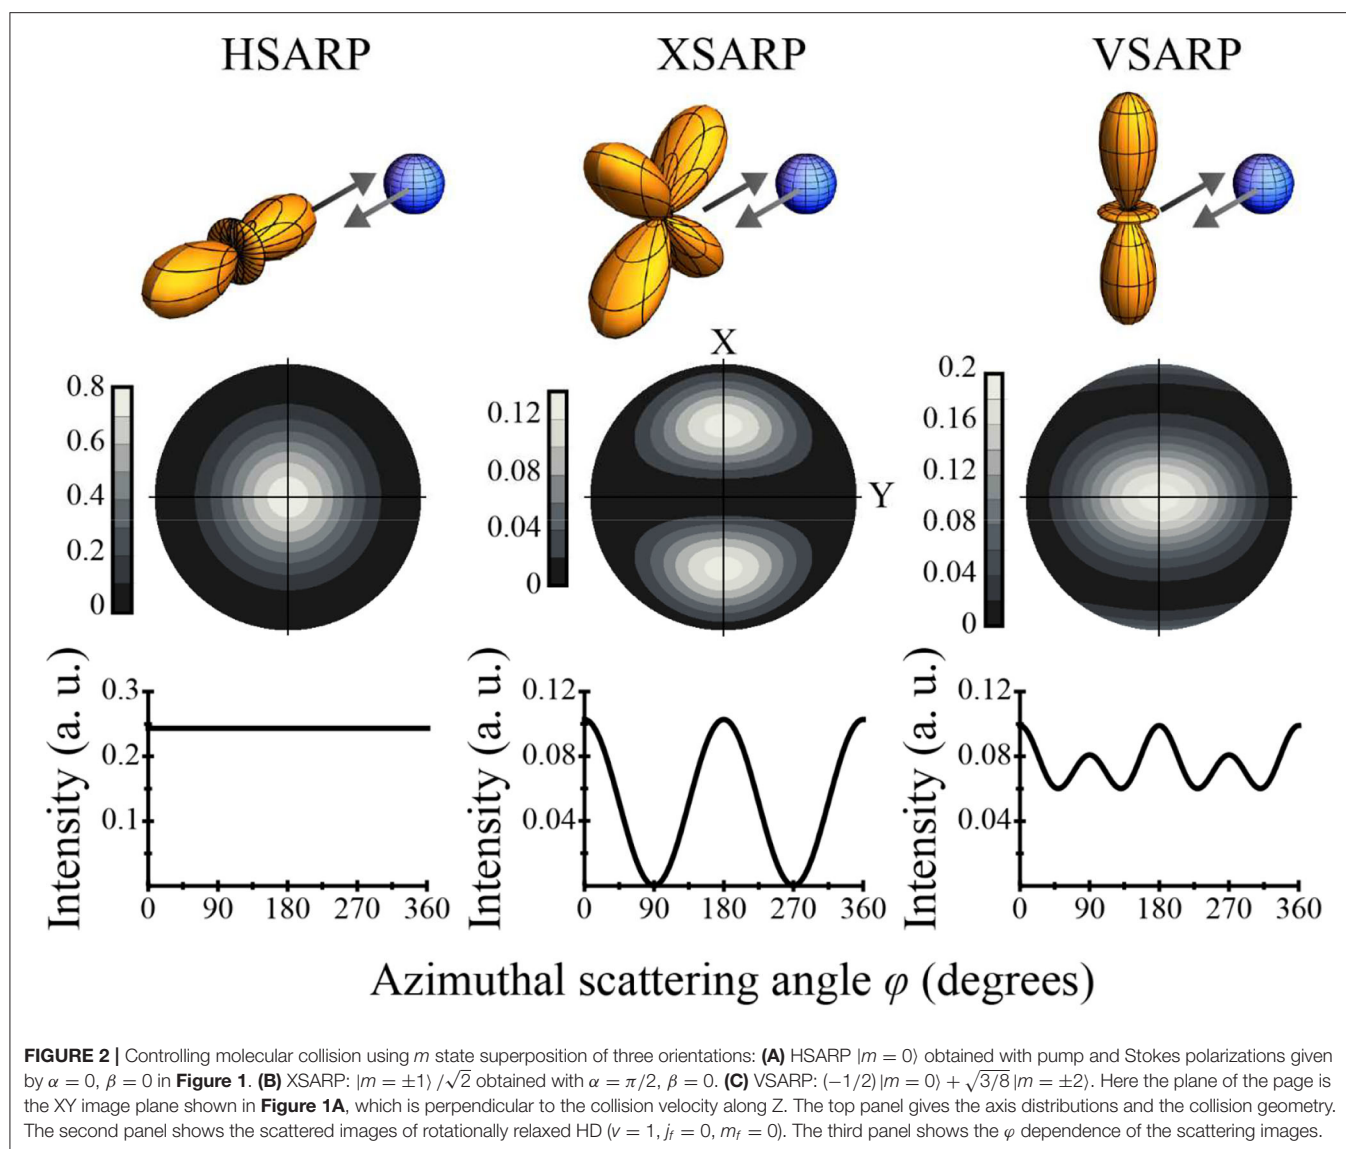 HSARP
XSARP
VSARP
X
Y
0.8
0.6
0.4
0.2
0
0.12
0.08
0.04
0
0.2
0.16
0.12
0.08
0.04
0
Intensity (a. u.)
0.3
0.2
0.1
0 90 180 270 360
Intensity (a. u.)
0.12
0.08
0.04
0 90 180 270 360
Intensity (a. u.)
0.12
0.08
0.04
0 90 180 270 360
Azimuthal scattering angle φ (degrees)
FIGURE 2 | Controlling molecular collision using m state superposition of three orientations: (A) HSARP |m = 0⟩ obtained with pump and Stokes polarizations given
by α = 0, β = 0 in Figure 1. (B) XSARP: |m = ±1⟩ /√2 obtained with α = π/2, β = 0. (C) VSARP: (−1/2) |m = 0⟩ + √3/8 |m = ±2⟩. Here the plane of the page is
the XY image plane shown in Figure 1A, which is perpendicular to the collision velocity along Z. The top panel gives the axis distributions and the collision geometry.
The second panel shows the scattered images of rotationally relaxed HD (v = 1, jf = 0, mf = 0). The third panel shows the φ dependence of the scattering images.